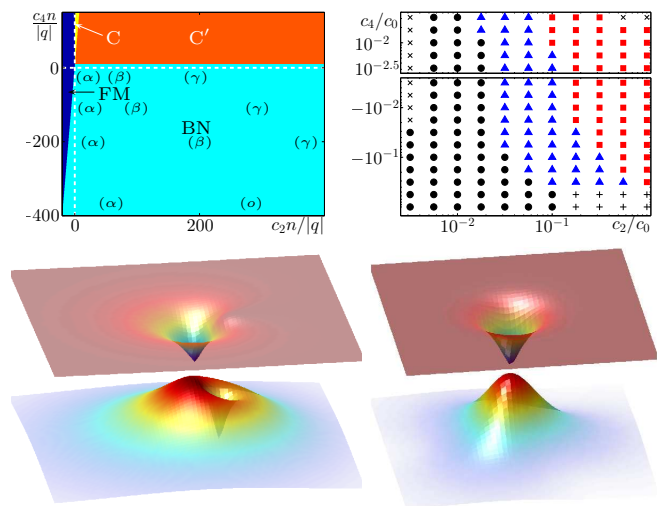 c₄n
|q|
C
C′
0
(α) (β) (γ)
FM
(α) (β) (γ)
BN
-200
(α) (β) (γ)
(α) (o)
-400
0 200 c₂n/|q|
c₄/c₀
10⁻²
10⁻²·⁵
−10⁻²
−10⁻¹
10⁻² 10⁻¹ c₂/c₀